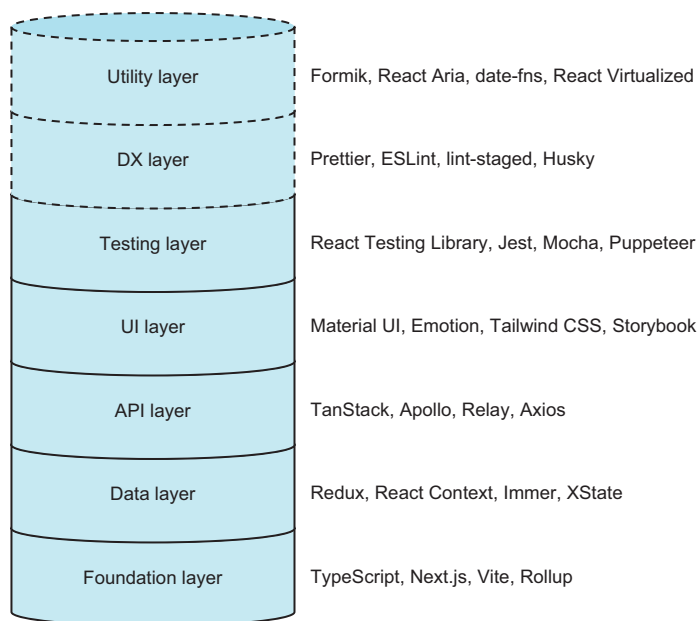 Utility layer
Formik, React Aria, date-fns, React Virtualized
DX layer
Prettier, ESLint, lint-staged, Husky
Testing layer
React Testing Library, Jest, Mocha, Puppeteer
UI layer
Material UI, Emotion, Tailwind CSS, Storybook
API layer
TanStack, Apollo, Relay, Axios
Data layer
Redux, React Context, Immer, XState
Foundation layer
TypeScript, Next.js, Vite, Rollup